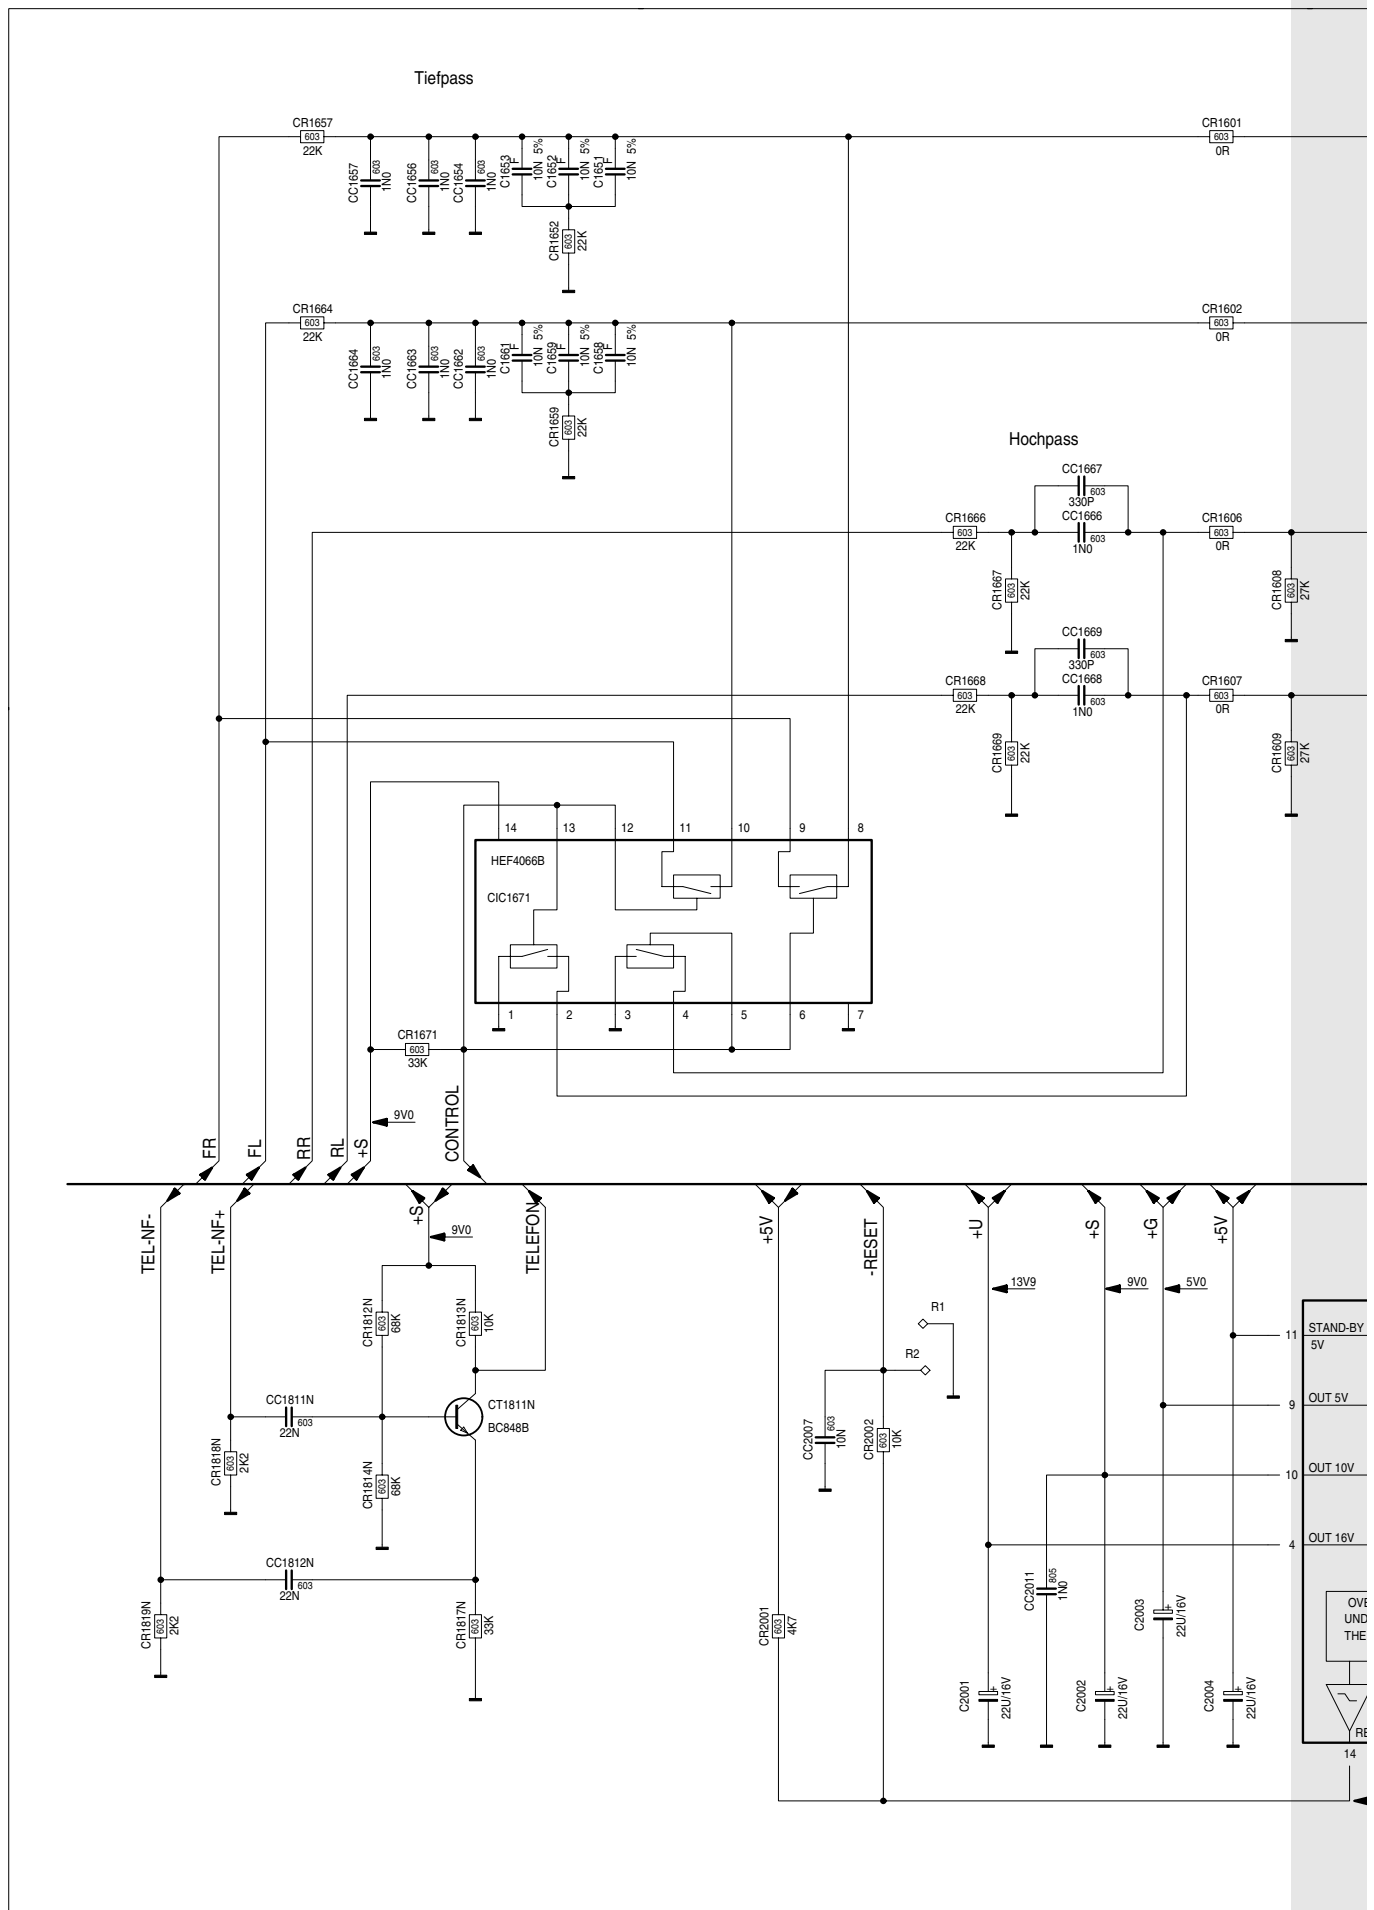 Tiefpass
CR1657
603
22K
CR1601
603
0R
CC1657
603
1N0
CC1656
1N0
CC1654
603
1N0
C1653
F
10N 5%
C1652
F
10N 5%
C1651
F
10N 5%
CR1652
603
22K
CR1664
603
22K
CR1602
603
0R
CC1664
603
1N0
CC1663
1N0
CC1662
603
1N0
C1661
F
10N 5%
C1659
F
10N 5%
C1658
F
10N 5%
CR1659
603
22K
Hochpass
CC1667
603
330P
CR1666
603
22K
CC1666
603
1N0
CR1606
603
0R
CR1667
603
22K
CR1608
603
27K
CC1669
603
330P
CR1668
603
22K
CC1668
603
1N0
CR1607
603
0R
CR1669
603
22K
CR1609
603
27K
14 13 12 11 10 9 8
HEF4066B
CIC1671
1 2 3 4 5 6 7
CR1671
603
33K
9V0
FR
FL
RR
RL
+S
CONTROL
TEL-NF-
TEL-NF+
+S
9V0
TELEFON
+5V
-RESET
+U
13V9
+S
9V0
+G
5V0
+5V
CR1812N
603
68K
CR1813N
603
10K
R1
R2
11
STAND-BY
5V
CC1811N
603
22N
CT1811N
BC848B
9
OUT 5V
CR1818N
603
2K2
CR1814N
603
68K
CC2007
603
10N
CR2002
603
10K
10
OUT 10V
4
OUT 16V
CC1812N
603
22N
CC2011
805
1N0
CR1819N
603
2K2
CR1817N
603
33K
CR2001
603
4K7
C2003
+
22U/16V
OVE
UND
THE
C2001
+
22U/16V
C2002
+
22U/16V
C2004
+
22U/16V
RE
14